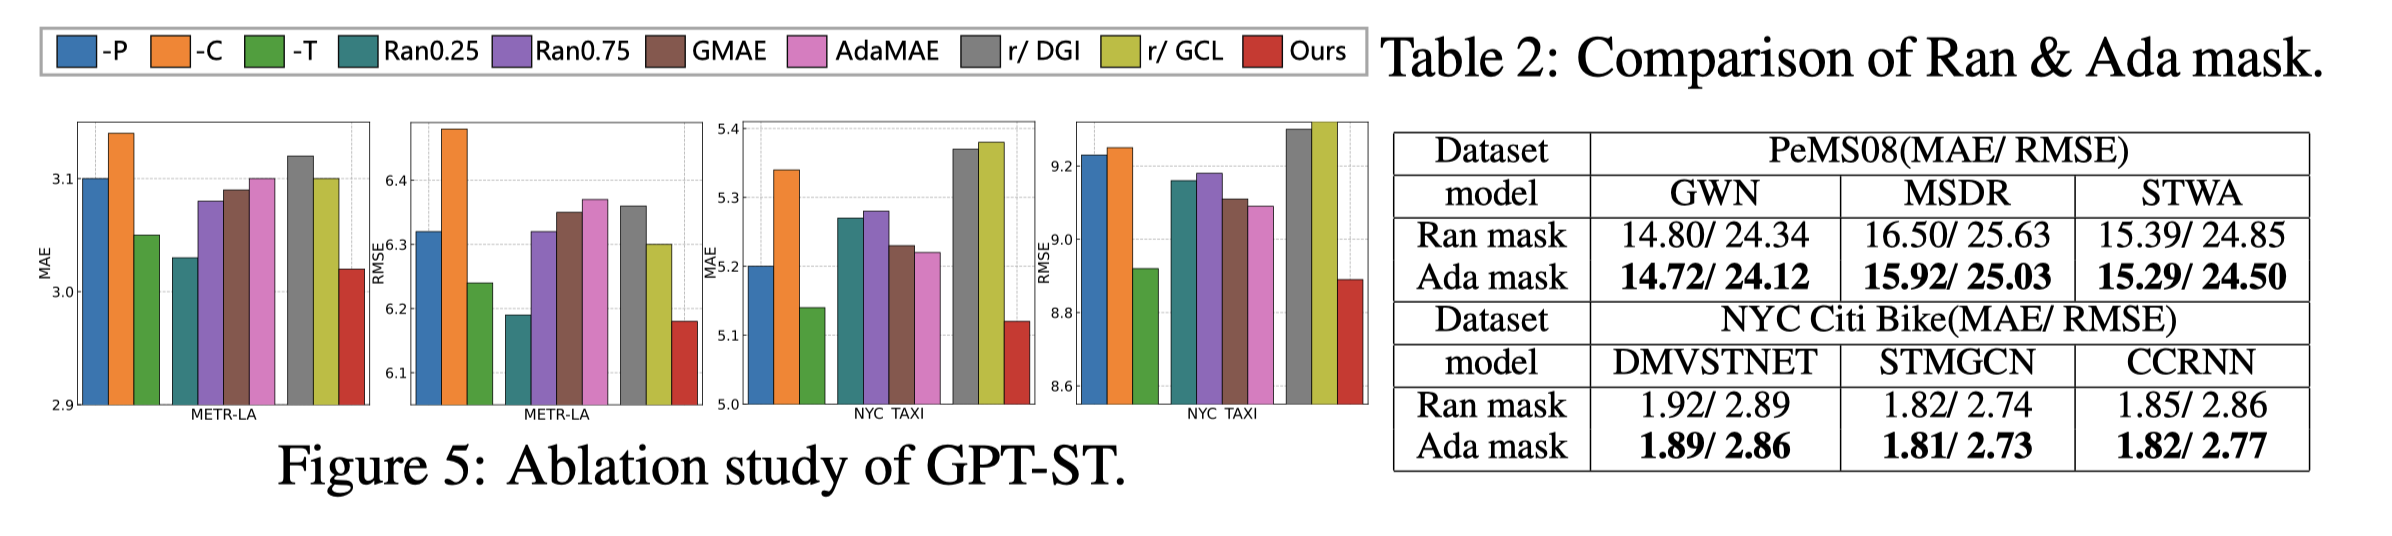 -P -C -T Ran0.25 Ran0.75 GMAE AdaMAE r/ DGI r/ GCL Ours
MAE
3.1
3.0
2.9
METR-LA
RMSE
6.4
6.3
6.2
6.1
METR-LA
MAE
5.4
5.3
5.2
5.1
5.0
NYC TAXI
RMSE
9.2
9.0
8.8
8.6
NYC TAXI
Figure 5: Ablation study of GPT-ST.
Table 2: Comparison of Ran & Ada mask.
Dataset PeMS08(MAE/ RMSE)
model GWN MSDR STWA
Ran mask 14.80/ 24.34 16.50/ 25.63 15.39/ 24.85
Ada mask 14.72/ 24.12 15.92/ 25.03 15.29/ 24.50
Dataset NYC Citi Bike(MAE/ RMSE)
model DMVSTNET STMGCN CCRNN
Ran mask 1.92/ 2.89 1.82/ 2.74 1.85/ 2.86
Ada mask 1.89/ 2.86 1.81/ 2.73 1.82/ 2.77